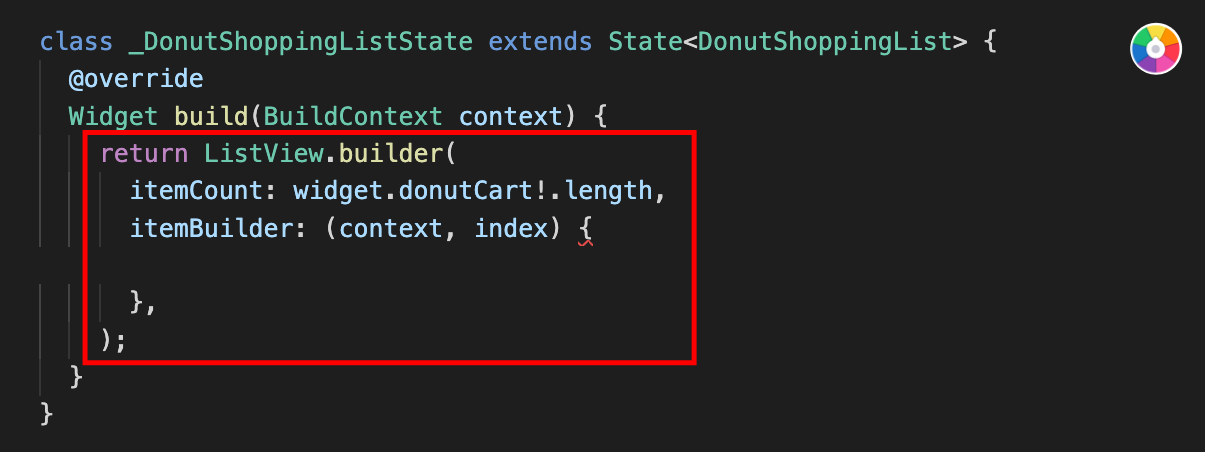 class _DonutShoppingListState extends State<DonutShoppingList> {
@override
Widget build(BuildContext context) {
return ListView.builder(
itemCount: widget.donutCart!.length,
itemBuilder: (context, index) {
},
);
}
}